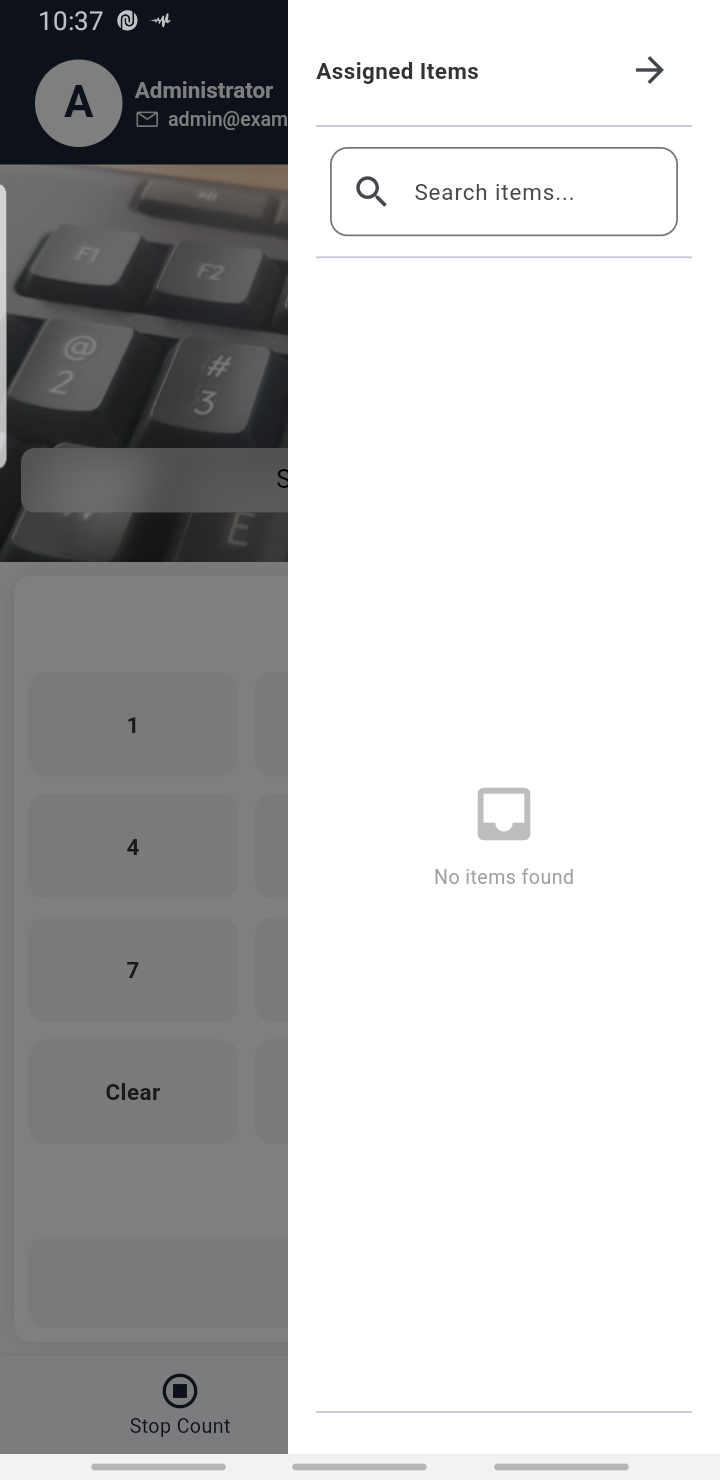 10:37
A
Administrator
admin@exam
Assigned Items
Search items...
F1
F2
@
2
#
3
S
E
No items found
1
4
7
Clear
Stop Count